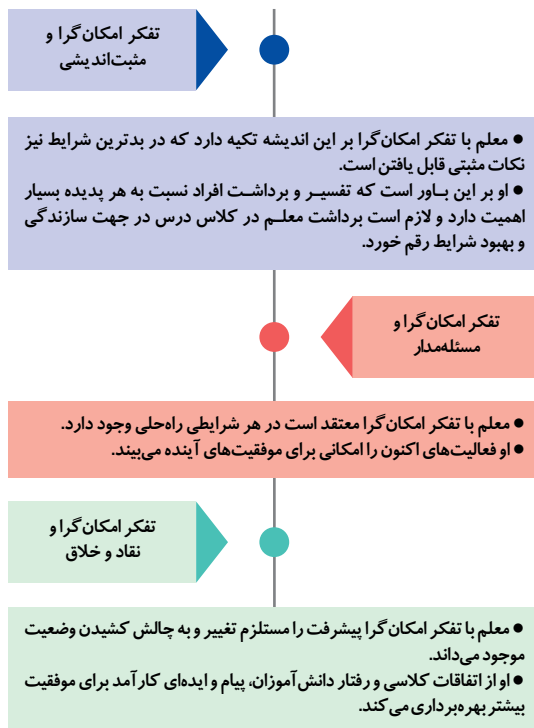 تفکر امکان‌گرا و
مثبت‌اندیشی
● معلم با تفکر امکان‌گرا بر این اندیشه تکیه دارد که در بدترین شرایط نیز
نکات مثبتی قابل یافتن است.
● او بر این بـاور است که تفسیـر و برداشـت افراد نسبت به هر پدیده بسیار
اهمیت دارد و لازم است برداشت معلـم در کلاس درس در جهت سازندگی
و بهبود شرایط رقم خورد.
تفکر امکان‌گرا و
مسئله‌مدار
● معلم با تفکر امکان‌گرا معتقد است در هر شرایطی راه‌حلی وجود دارد.
● او فعالیت‌های اکنون را امکانی برای موفقیت‌های آینده می‌بیند.
تفکر امکان‌گرا و
نقاد و خلاق
● معلم با تفکر امکان‌گرا پیشرفت را مستلزم تغییر و به چالش کشیدن وضعیت
موجود می‌داند.
● او از اتفاقات کلاسی و رفتار دانش‌آموزان، پیام و ایده‌ای کارآمد برای موفقیت
بیشتر بهره‌برداری می‌کند.